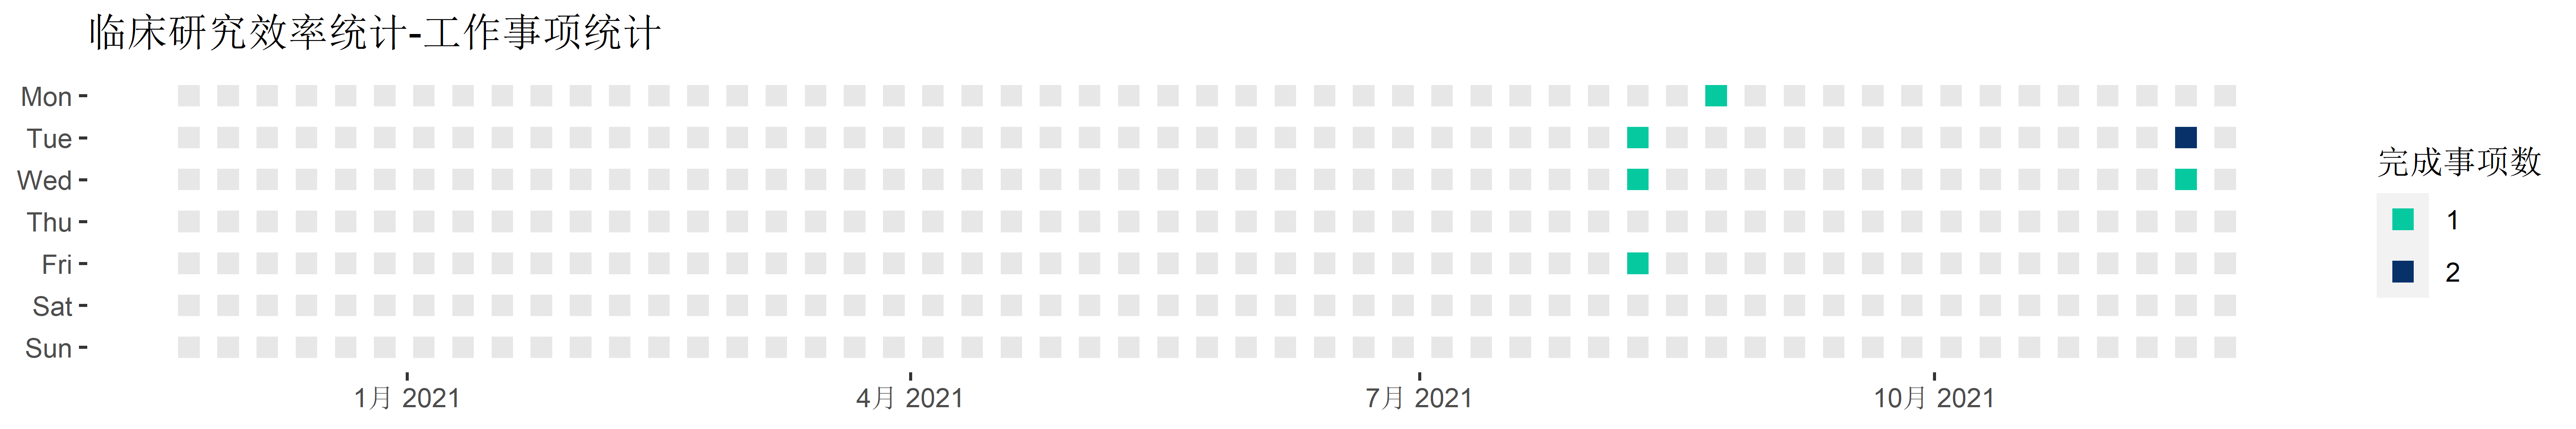 临床研究效率统计-工作事项统计
Mon
Tue
Wed
Thu
Fri
Sat
Sun
1月 2021
4月 2021
7月 2021
10月 2021
完成事项数
1
2